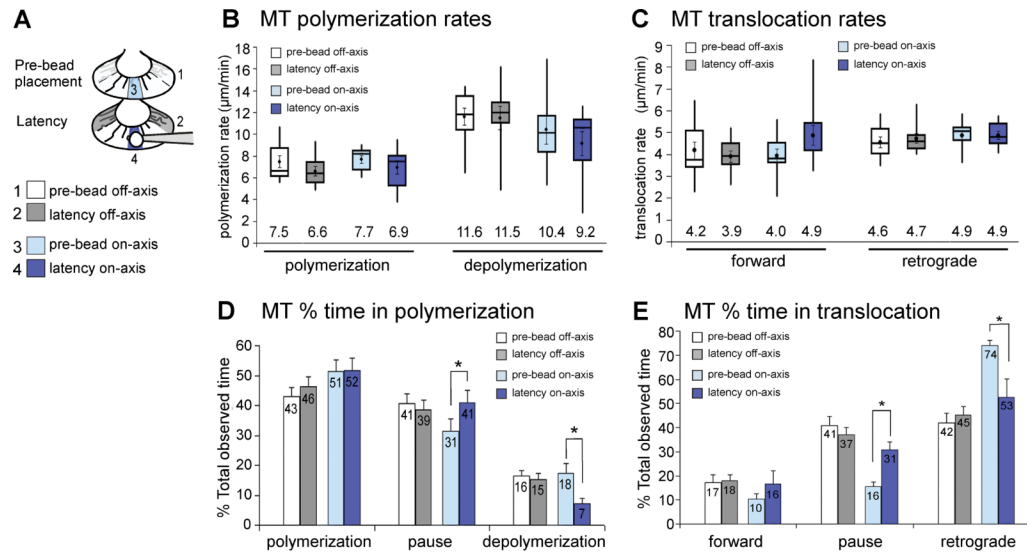 A
Pre-bead
placement
3
1
Latency
2
4
1 pre-bead off-axis
2 latency off-axis
3 pre-bead on-axis
4 latency on-axis
B MT polymerization rates
polymerization rate (μm/min)
18
16
14
12
10
8
6
4
2
0
pre-bead off-axis
latency off-axis
pre-bead on-axis
latency on-axis
7.5 6.6 7.7 6.9 11.6 11.5 10.4 9.2
polymerization depolymerization
C MT translocation rates
translocation rate (μm/min)
9
8
7
6
5
4
3
2
1
0
pre-bead off-axis pre-bead on-axis
latency off-axis latency on-axis
4.2 3.9 4.0 4.9 4.6 4.7 4.9 4.9
forward retrograde
D MT % time in polymerization
% Total observed time
60
50
40
30
20
10
0
pre-bead off-axis
latency off-axis
pre-bead on-axis
latency on-axis
* *
43 46 51 52 41 39 31 41 16 15 18 7
polymerization pause depolymerization
E MT % time in translocation
% Total observed time
80
70
60
50
40
30
20
10
0
pre-bead off-axis
latency off-axis
pre-bead on-axis
latency on-axis
* *
17 18 10 16 41 37 16 31 42 45 74 53
forward pause retrograde